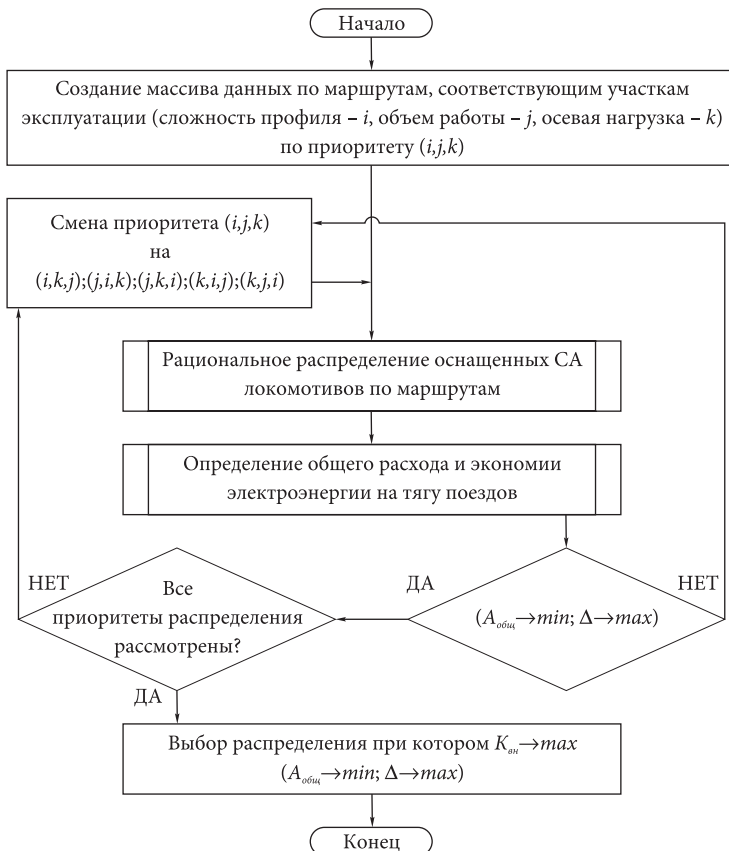 Начало
Создание массива данных по маршрутам, соответствующим участкам
эксплуатации (сложность профиля – i, объем работы – j, осевая нагрузка – k)
по приоритету (i,j,k)
Смена приоритета (i,j,k)
на
(i,k,j);(j,i,k);(j,k,i);(k,i,j);(k,j,i)
Рациональное распределение оснащенных СА
локомотивов по маршрутам
Определение общего расхода и экономии
электроэнергии на тягу поездов
НЕТ
Все
приоритеты распределения
рассмотрены?
ДА
НЕТ
(Aобщ→min; Δ→max)
ДА
Выбор распределения при котором Kвн→max
(Aобщ→min; Δ→max)
Конец